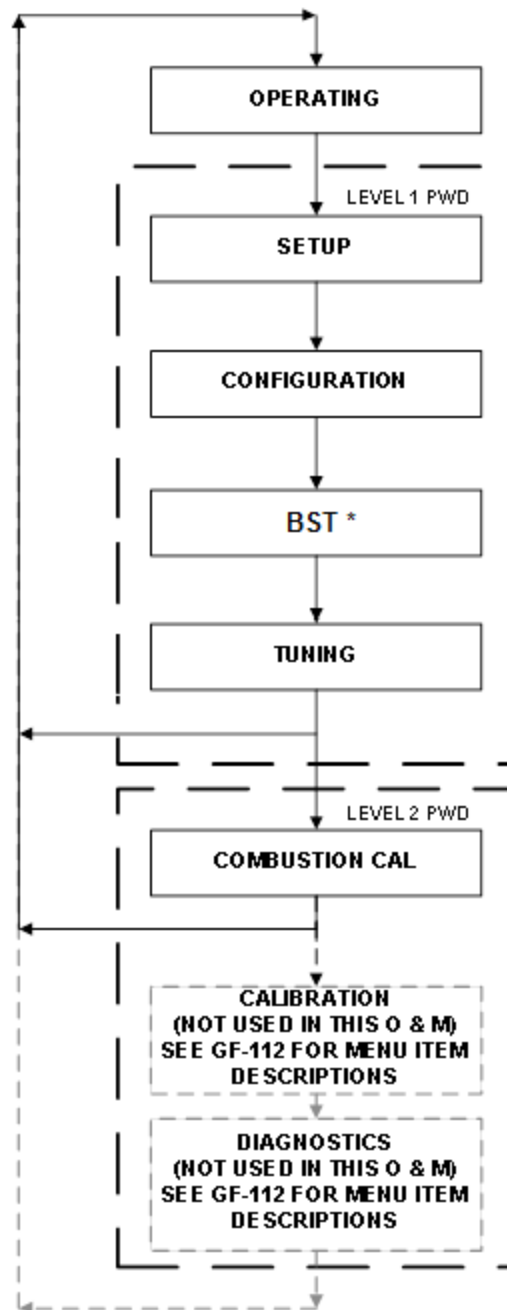 OPERATING
LEVEL 1 PWD
SETUP
CONFIGURATION
BST *
TUNING
LEVEL 2 PWD
COMBUSTION CAL
CALIBRATION
(NOT USED IN THIS O & M)
SEE GF-112 FOR MENU ITEM
DESCRIPTIONS
DIAGNOSTICS
(NOT USED IN THIS O & M)
SEE GF-112 FOR MENU ITEM
DESCRIPTIONS